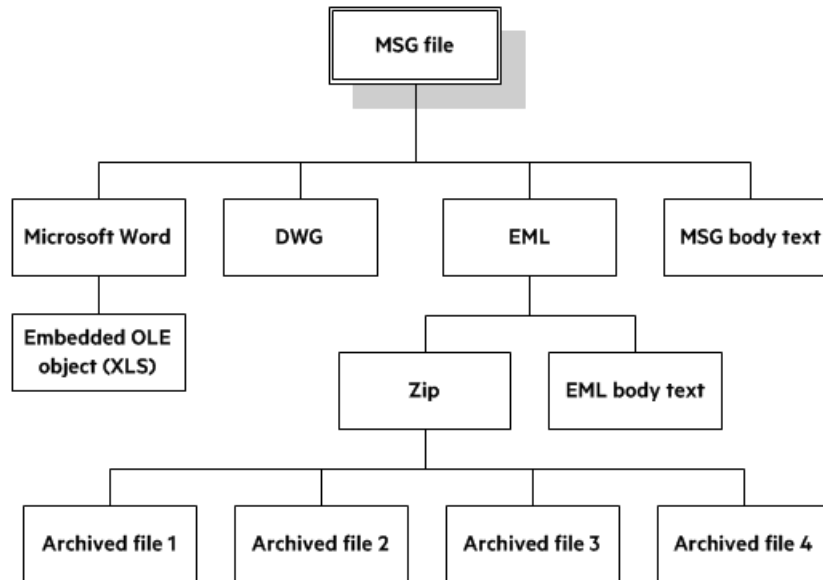 MSG file
Microsoft Word
DWG
EML
MSG body text
Embedded OLE
object (XLS)
Zip
EML body text
Archived file 1
Archived file 2
Archived file 3
Archived file 4